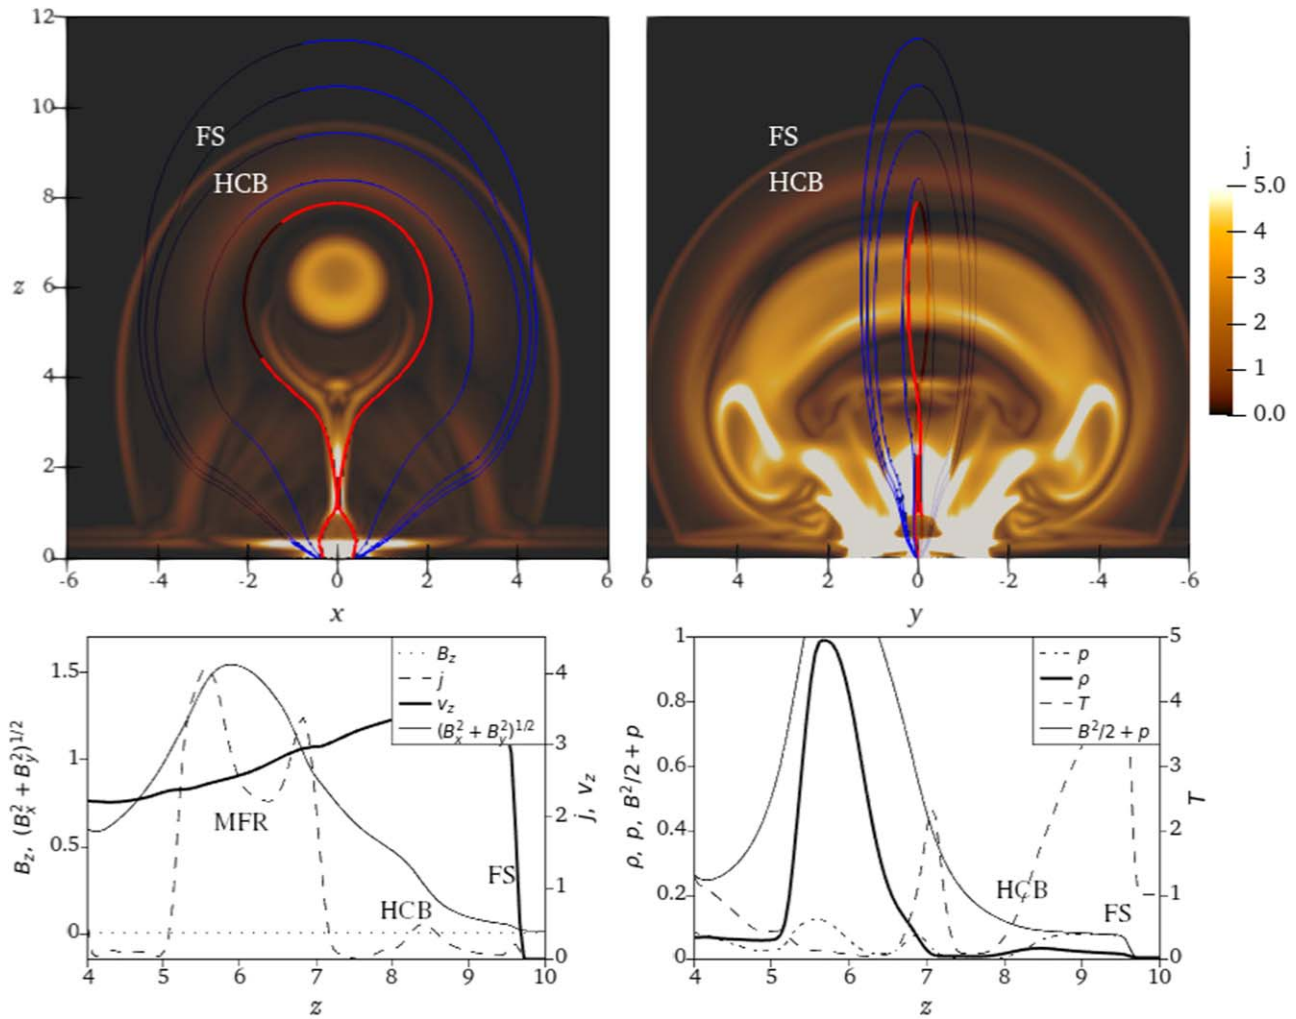 12
10
8
6
4
2
0
z
FS
HCB
-6
-4
-2
0
2
4
6
x
FS
HCB
6
4
2
0
-2
-4
-6
y
j
5.0
4
3
2
1
0.0
B_z, (B_x^2 + B_y^2)^{1/2}
1.5
1
0.5
0
B_z
j
v_z
(B_x^2 + B_y^2)^{1/2}
MFR
HCB
FS
4
3
2
1
0
j, v_z
4
5
6
7
8
9
10
z
ρ, p, B^2/2 + p
1
0.8
0.6
0.4
0.2
0
p
ρ
T
B^2/2 + p
HCB
FS
5
4
3
2
1
0
T
4
5
6
7
8
9
10
z